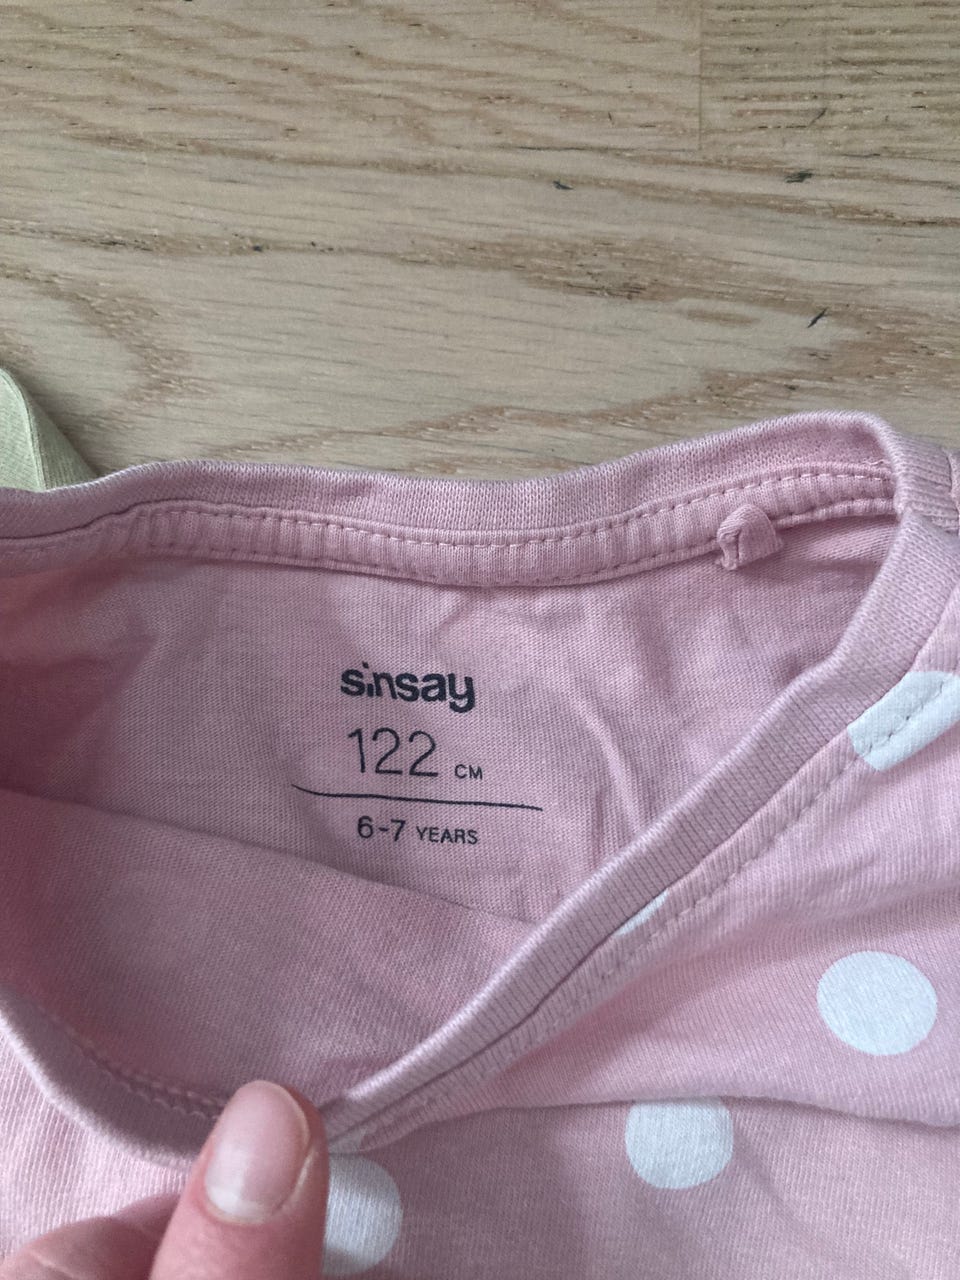 sinsay
122 CM
6-7 YEARS